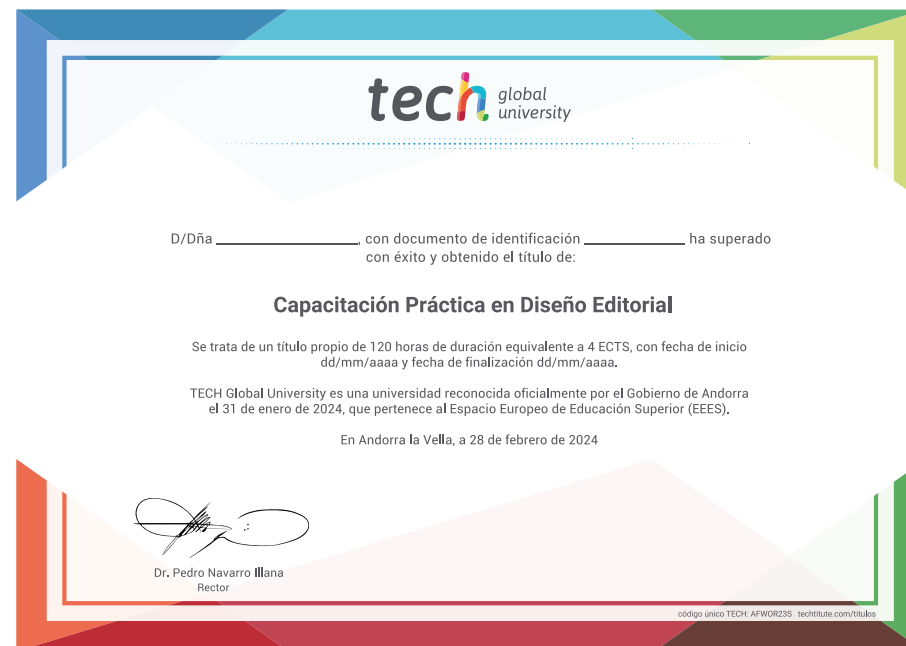 tech global university
D/Dña ____________________, con documento de identificación ______________ ha superado
con éxito y obtenido el título de:
Capacitación Práctica en Diseño Editorial
Se trata de un título propio de 120 horas de duración equivalente a 4 ECTS, con fecha de inicio
dd/mm/aaaa y fecha de finalización dd/mm/aaaa.
TECH Global University es una universidad reconocida oficialmente por el Gobierno de Andorra
el 31 de enero de 2024, que pertenece al Espacio Europeo de Educación Superior (EEES).
En Andorra la Vella, a 28 de febrero de 2024
Dr. Pedro Navarro Illana
Rector
código único TECH: AFWOR23S techtitute.com/titulos